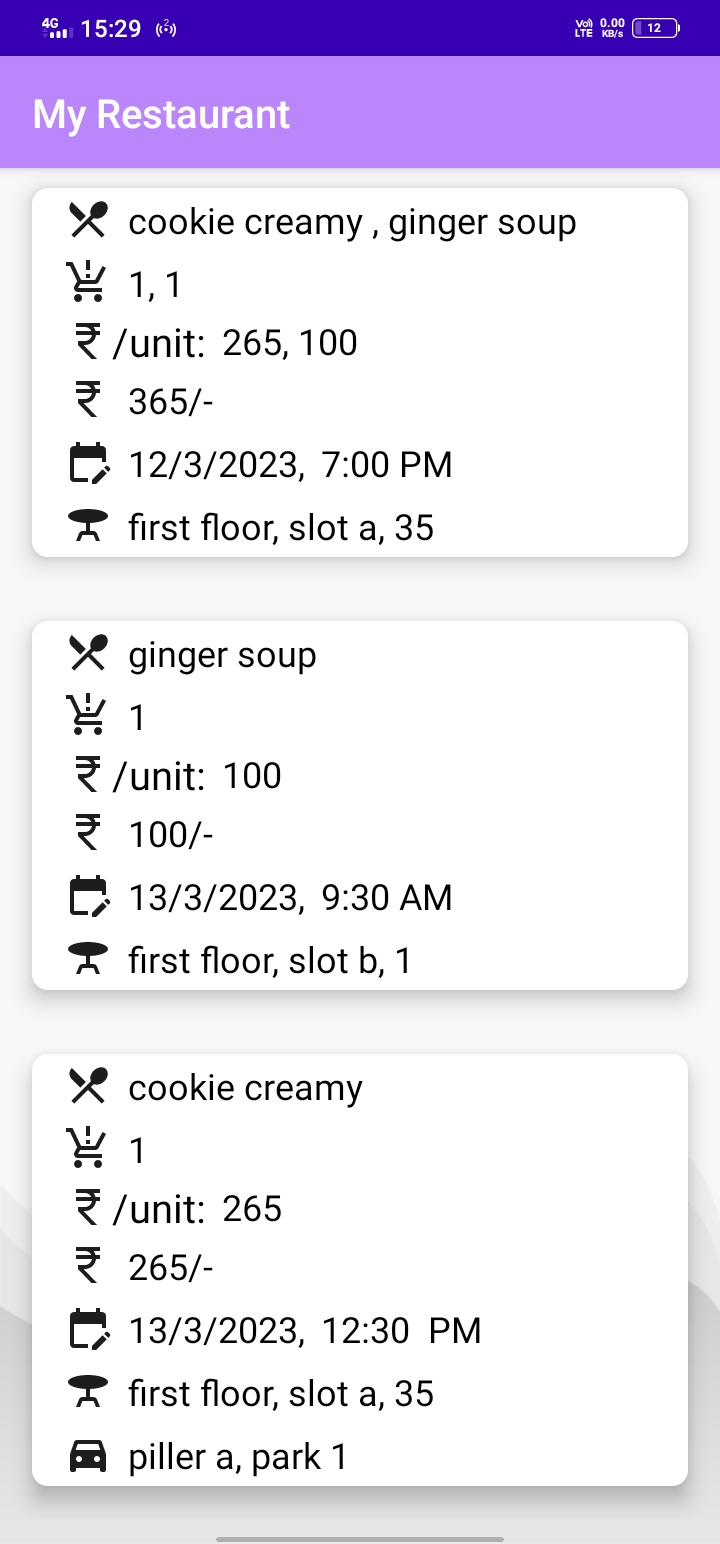 4G 15:29 2 Vo) LTE 0.00 KB/s 12
My Restaurant
cookie creamy , ginger soup
1, 1
₹ /unit: 265, 100
₹ 365/-
12/3/2023, 7:00 PM
first floor, slot a, 35
ginger soup
1
₹ /unit: 100
₹ 100/-
13/3/2023, 9:30 AM
first floor, slot b, 1
cookie creamy
1
₹ /unit: 265
₹ 265/-
13/3/2023, 12:30 PM
first floor, slot a, 35
piller a, park 1